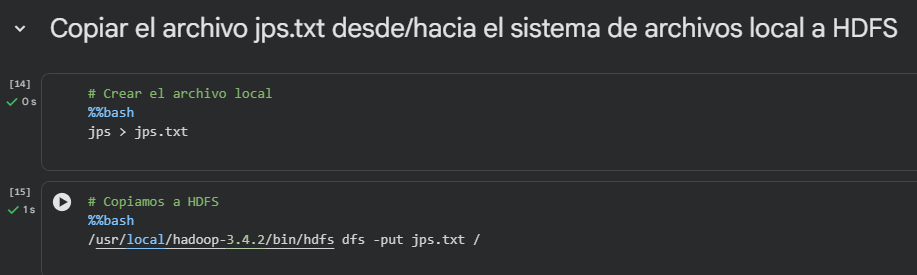 Copiar el archivo jps.txt desde/hacia el sistema de archivos local a HDFS
[14]
0 s
# Crear el archivo local
%%bash
jps > jps.txt
[15]
1 s
# Copiamos a HDFS
%%bash
/usr/local/hadoop-3.4.2/bin/hdfs dfs -put jps.txt /